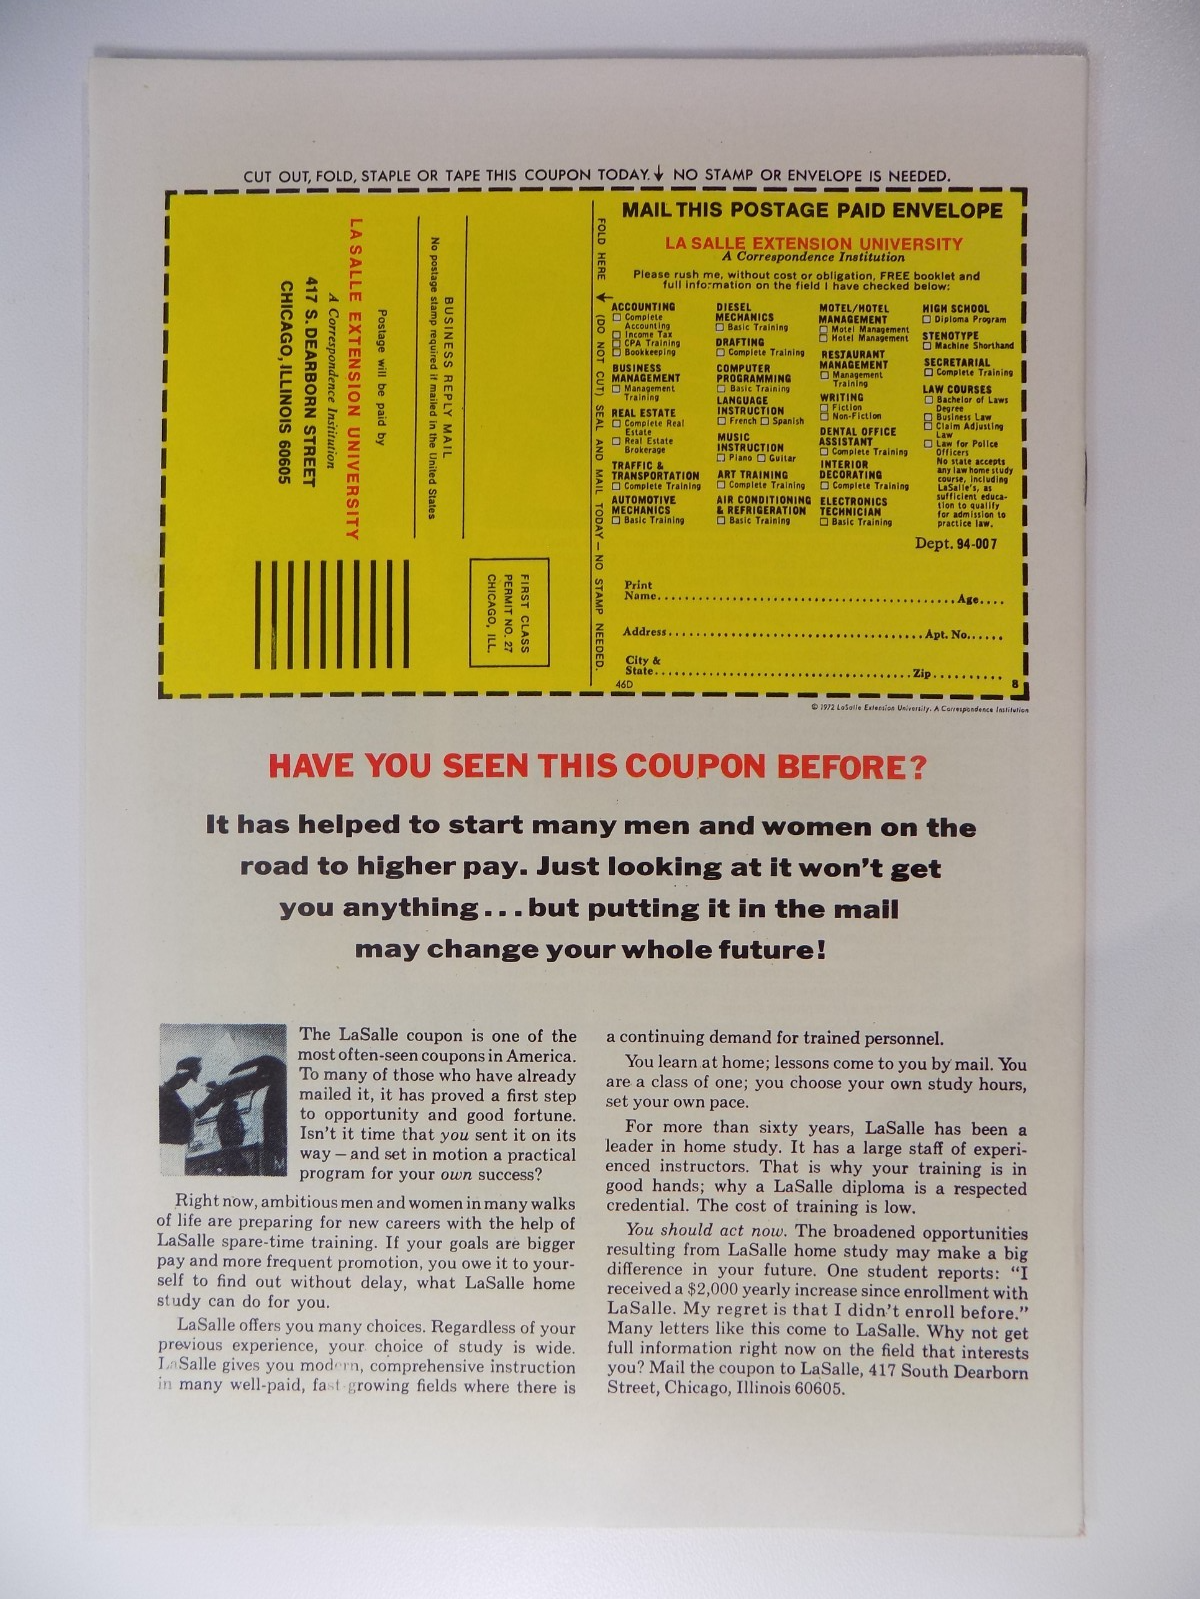 CUT OUT, FOLD, STAPLE OR TAPE THIS COUPON TODAY. NO STAMP OR ENVELOPE IS NEEDED.
BUSINESS REPLY MAIL
No postage stamp required if mailed in the United States
Postage will be paid by
LA SALLE EXTENSION UNIVERSITY
A Correspondence Institution
417 S. DEARBORN STREET
CHICAGO, ILLINOIS 60605
FIRST CLASS
PERMIT NO. 27
CHICAGO, ILL.
FOLD HERE (DO NOT CUT) SEAL AND MAIL TODAY — NO STAMP NEEDED.
MAIL THIS POSTAGE PAID ENVELOPE
LA SALLE EXTENSION UNIVERSITY
A Correspondence Institution
Please rush me, without cost or obligation, FREE booklet and
full information on the field I have checked below:
ACCOUNTING
Complete
Accounting
Income Tax
CPA Training
Bookkeeping
BUSINESS
MANAGEMENT
Management
Training
REAL ESTATE
Complete Real
Estate
Real Estate
Brokerage
TRAFFIC &
TRANSPORTATION
Complete Training
AUTOMOTIVE
MECHANICS
Basic Training
DIESEL
MECHANICS
Basic Training
DRAFTING
Complete Training
COMPUTER
PROGRAMMING
Basic Training
LANGUAGE
INSTRUCTION
French Spanish
MUSIC
INSTRUCTION
Piano Guitar
ART TRAINING
Complete Training
AIR CONDITIONING
& REFRIGERATION
Basic Training
MOTEL/HOTEL
MANAGEMENT
Motel Management
Hotel Management
RESTAURANT
MANAGEMENT
Management
Training
WRITING
Fiction
Non-Fiction
DENTAL OFFICE
ASSISTANT
Complete Training
INTERIOR
DECORATING
Complete Training
ELECTRONICS
TECHNICIAN
Basic Training
HIGH SCHOOL
Diploma Program
STENOTYPE
Machine Shorthand
SECRETARIAL
Complete Training
LAW COURSES
Bachelor of Laws
Degree
Business Law
Claim Adjusting
Law
Law for Police
Officers
No state accepts
any law home study
course, including
LaSalle's, as
sufficient educa-
tion to qualify
for admission to
practice law.
Dept. 94-007
Print
Name Age
Address Apt. No.
City &
State Zip
46D 8
© 1972 LaSalle Extension University. A Correspondence Institution
HAVE YOU SEEN THIS COUPON BEFORE?
It has helped to start many men and women on the
road to higher pay. Just looking at it won't get
you anything...but putting it in the mail
may change your whole future!
The LaSalle coupon is one of the
most often-seen coupons in America.
To many of those who have already
mailed it, it has proved a first step
to opportunity and good fortune.
Isn't it time that you sent it on its
way — and set in motion a practical
program for your own success?
Right now, ambitious men and women in many walks
of life are preparing for new careers with the help of
LaSalle spare-time training. If your goals are bigger
pay and more frequent promotion, you owe it to your-
self to find out without delay, what LaSalle home
study can do for you.
LaSalle offers you many choices. Regardless of your
previous experience, your choice of study is wide.
LaSalle gives you modern, comprehensive instruction
in many well-paid, fast-growing fields where there is
a continuing demand for trained personnel.
You learn at home; lessons come to you by mail. You
are a class of one; you choose your own study hours,
set your own pace.
For more than sixty years, LaSalle has been a
leader in home study. It has a large staff of experi-
enced instructors. That is why your training is in
good hands; why a LaSalle diploma is a respected
credential. The cost of training is low.
You should act now. The broadened opportunities
resulting from LaSalle home study may make a big
difference in your future. One student reports: "I
received a $2,000 yearly increase since enrollment with
LaSalle. My regret is that I didn't enroll before."
Many letters like this come to LaSalle. Why not get
full information right now on the field that interests
you? Mail the coupon to LaSalle, 417 South Dearborn
Street, Chicago, Illinois 60605.